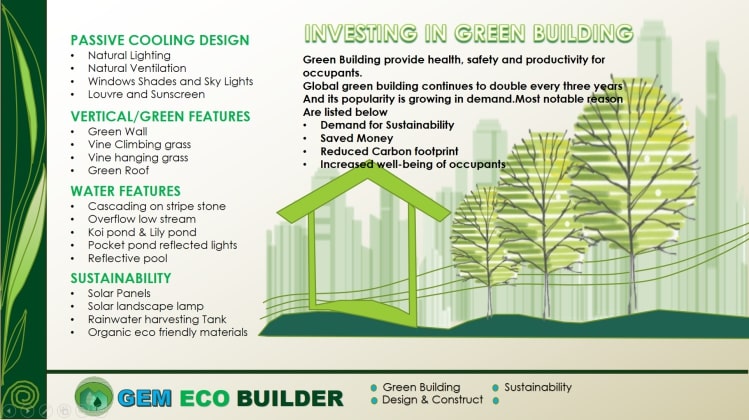 INVESTING IN GREEN BUILDING
PASSIVE COOLING DESIGN
• Natural Lighting
• Natural Ventilation
• Windows Shades and Sky Lights
• Louvre and Sunscreen
VERTICAL/GREEN FEATURES
• Green Wall
• Vine Climbing grass
• Vine hanging grass
• Green Roof
WATER FEATURES
• Cascading on stripe stone
• Overflow low stream
• Koi pond & Lily pond
• Pocket pond reflected lights
• Reflective pool
SUSTAINABILITY
• Solar Panels
• Solar landscape lamp
• Rainwater harvesting Tank
• Organic eco friendly materials
Green Building provide health, safety and productivity for
occupants.
Global green building continues to double every three years
And its popularity is growing in demand.Most notable reason
Are listed below
• Demand for Sustainability
• Saved Money
• Reduced Carbon footprint
• Increased well-being of occupants
GEM ECO BUILDER
• Green Building
• Design & Construct
• Sustainability
•